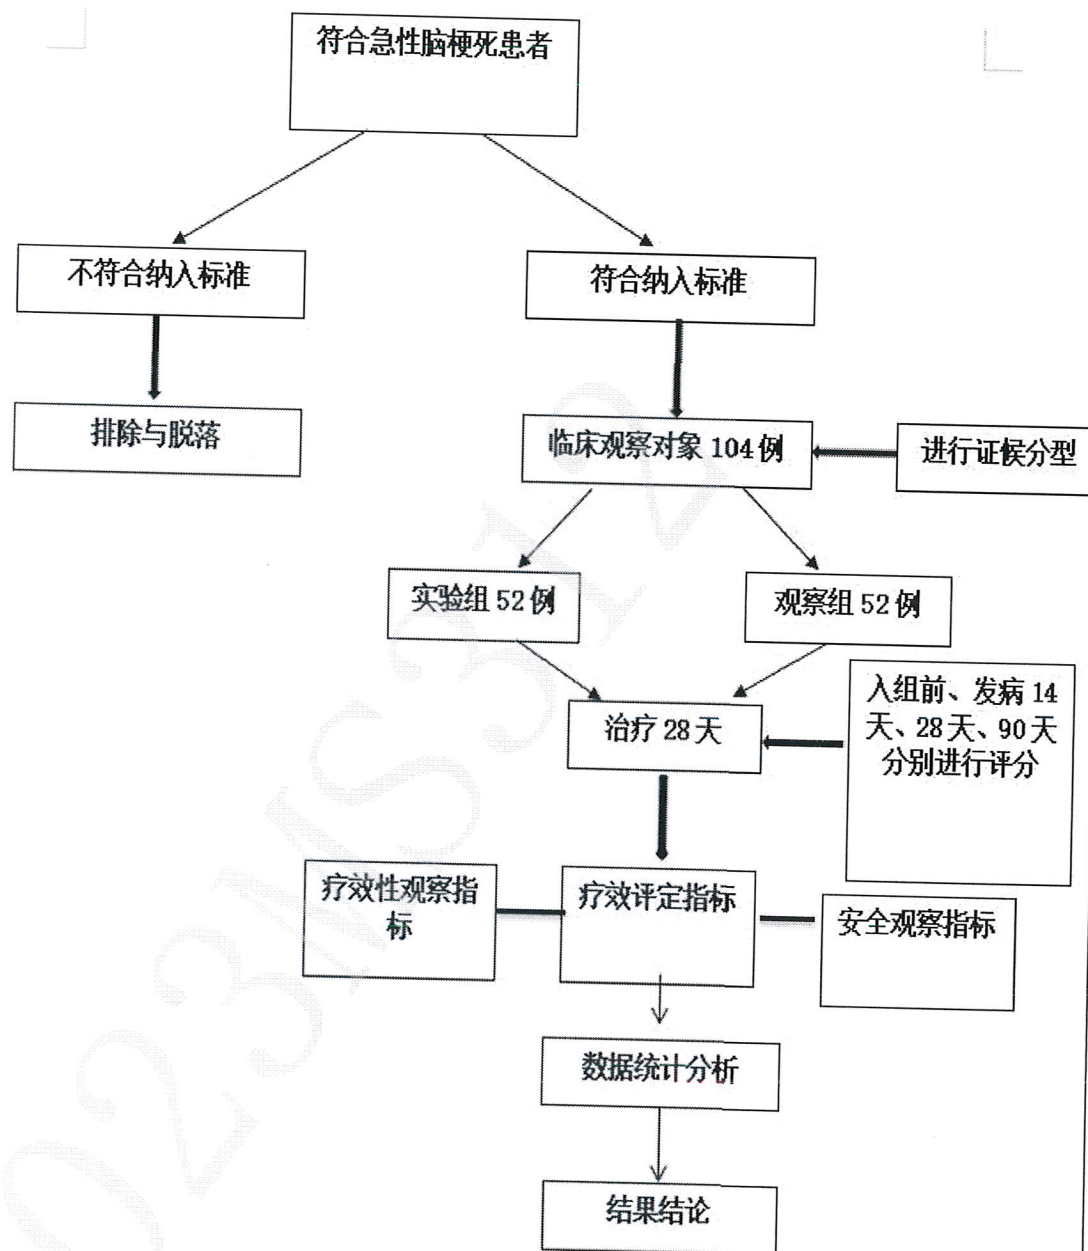 符合急性脑梗死患者
不符合纳入标准
符合纳入标准
排除与脱落
临床观察对象 104 例
进行证候分型
实验组 52 例
观察组 52 例
入组前、发病 14
天、28 天、90 天
分别进行评分
治疗 28 天
疗效性观察指
标
疗效评定指标
安全观察指标
数据统计分析
结果结论
023MS312